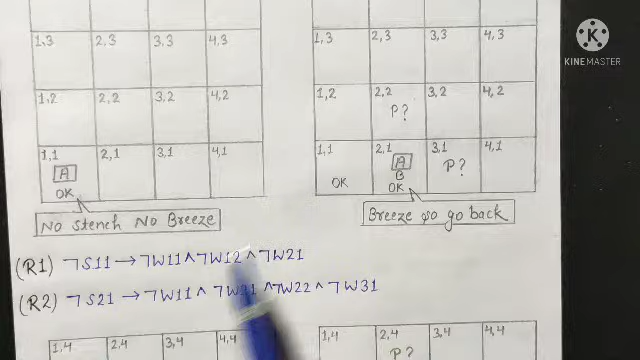 KINEMASTER
1,3 2,3 3,3 4,3
1,2 2,2 3,2 4,2
1,1 2,1 3,1 4,1
A
OK
No Stench No Breeze
1,3 2,3 3,3 4,3
1,2 2,2 3,2 4,2
P?
1,1 2,1 3,1 4,1
A P?
B
OK OK
Breeze so go back
(R1) ¬S11 → ¬W11 ∧ ¬W12 ∧ ¬W21
(R2) ¬S21 → ¬W11 ∧ ¬W21 ∧ ¬W22 ∧ ¬W31
1,4 2,4 3,4 4,4
3,4 4,4
2,4
P?